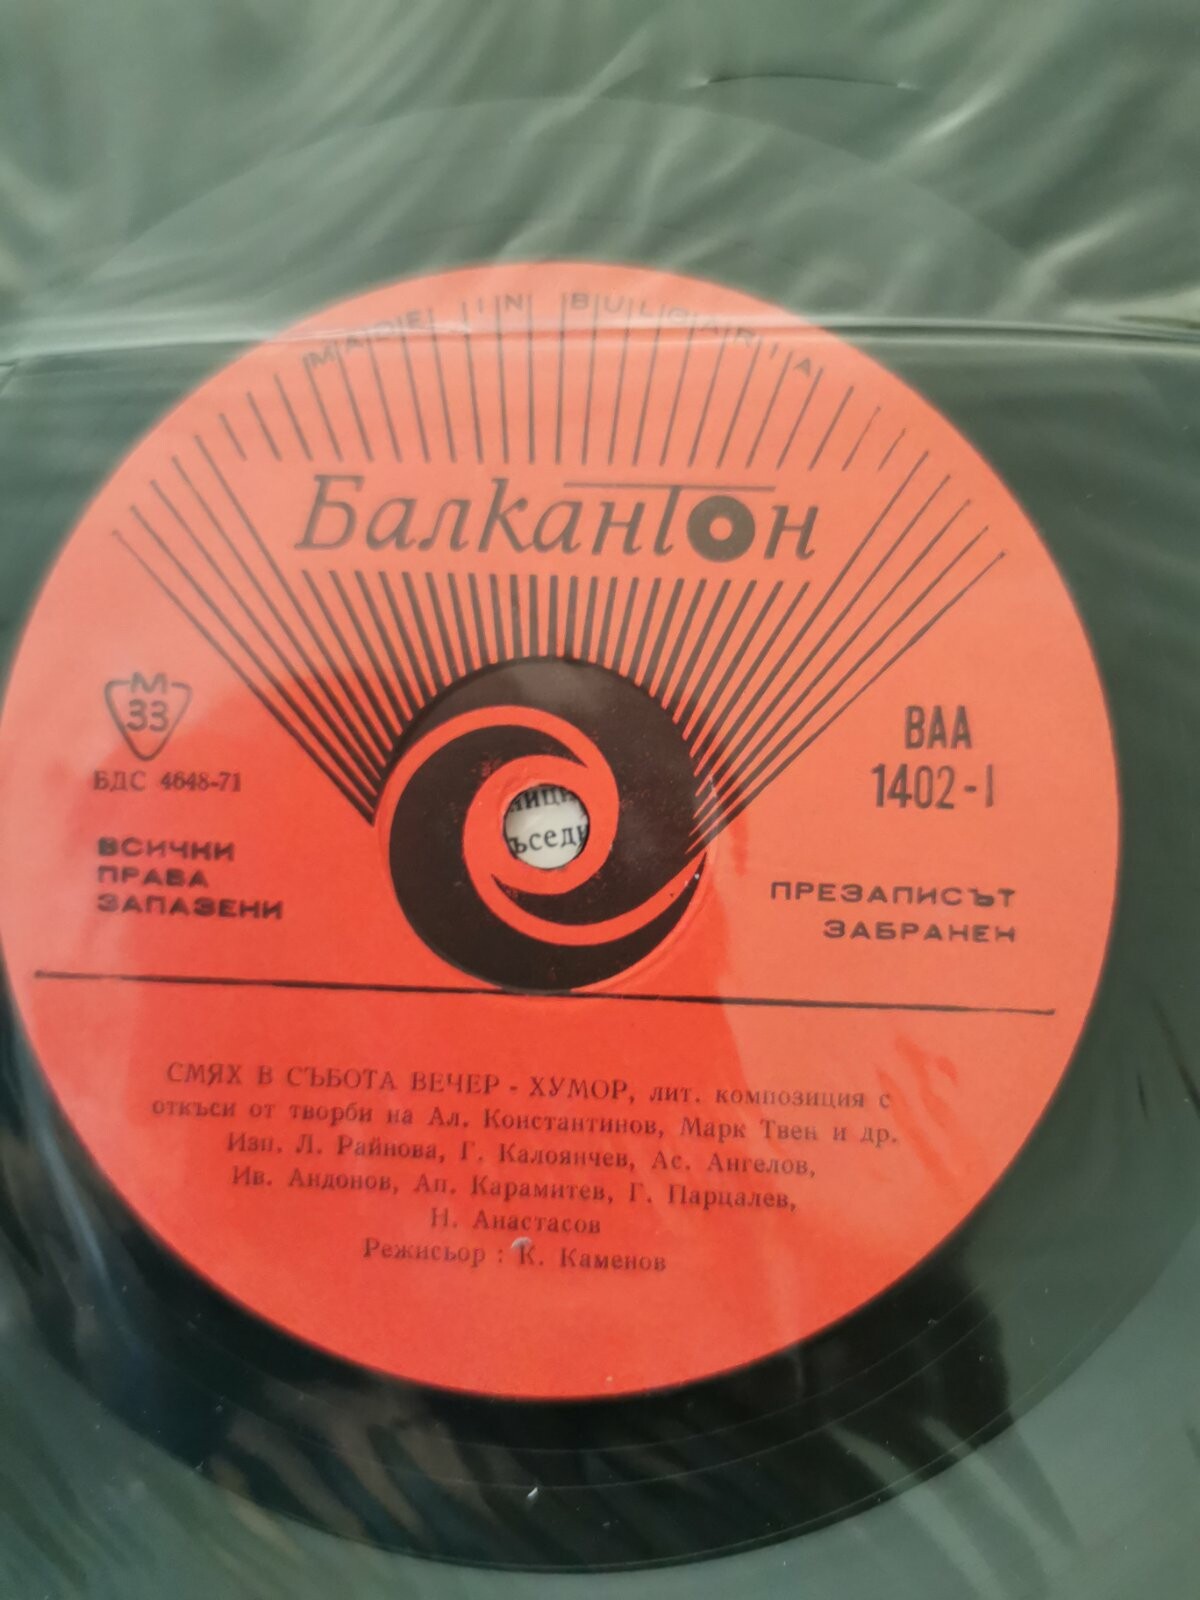 MADE IN BULGARIA
БалканТон
М
33
БДС 4648-71
ВСИЧКИ
ПРАВА
ЗАПАЗЕНИ
ВАА
1402-I
ПРЕЗАПИСЪТ
ЗАБРАНЕН
СМЯХ В СЪБОТА ВЕЧЕР - ХУМОР, лит. композиция с
откъси от творби на Ал. Константинов, Марк Твен и др.
Изп. Л. Райнова, Г. Калоянчев, Ас. Ангелов,
Ив. Андонов, Ап. Карамитев, Г. Парцалев,
Н. Анастасов
Режисьор : К. Каменов